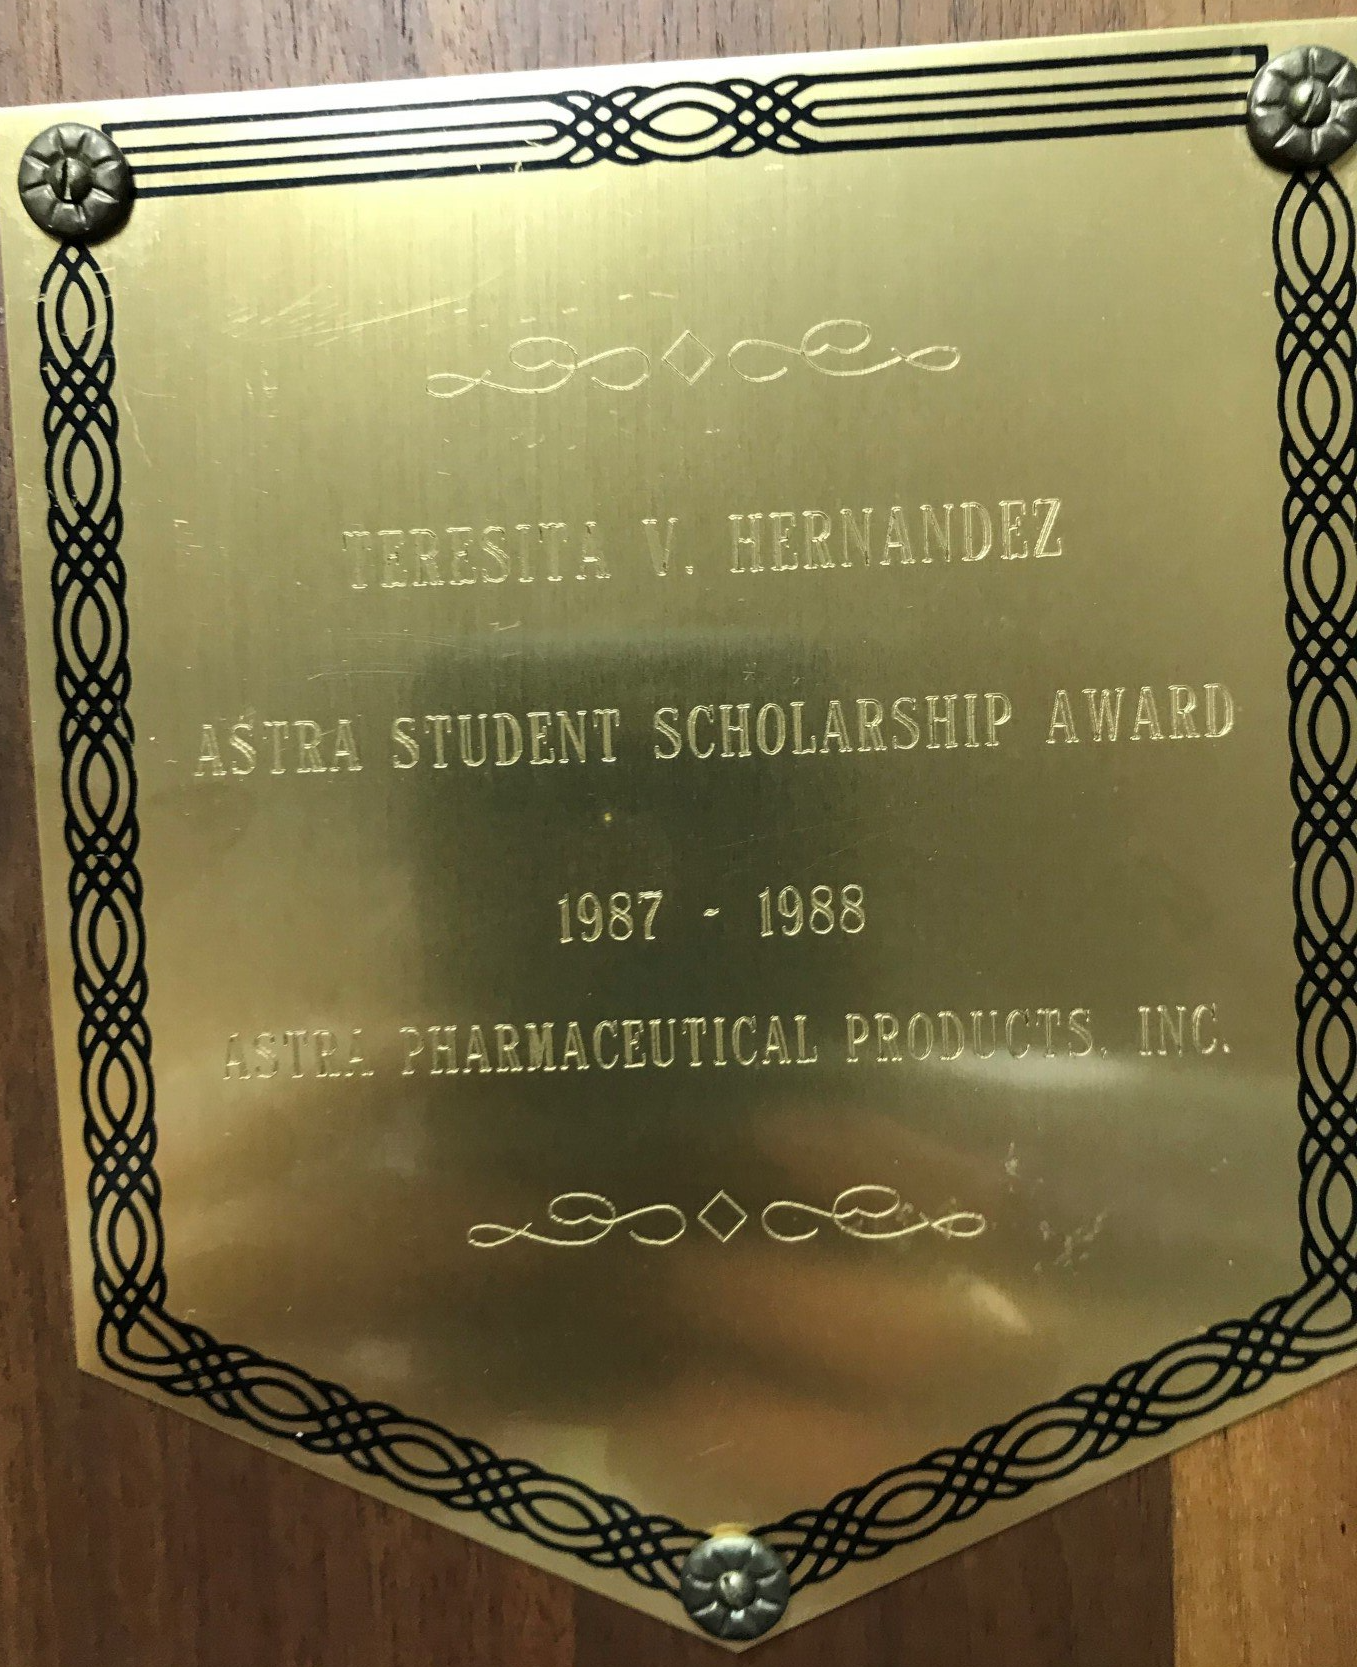 TERESITA V. HERNANDEZ
ASTRA STUDENT SCHOLARSHIP AWARD
1987 - 1988
ASTRA PHARMACEUTICAL PRODUCTS, INC.